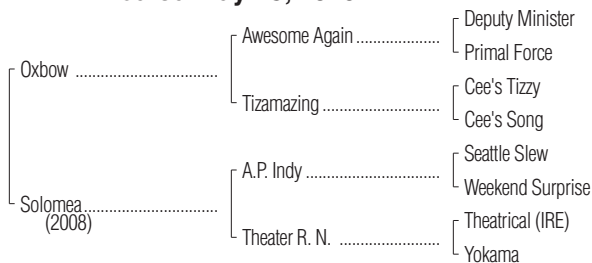 Deputy Minister
Awesome Again ....................
Primal Force
Oxbow ..................................
Cee's Tizzy
Tizamazing ................................
Cee's Song
Seattle Slew
A.P. Indy ................................
Weekend Surprise
Solomea................................
(2008)
Theatrical (IRE)
Theater R. N. ........................
Yokama